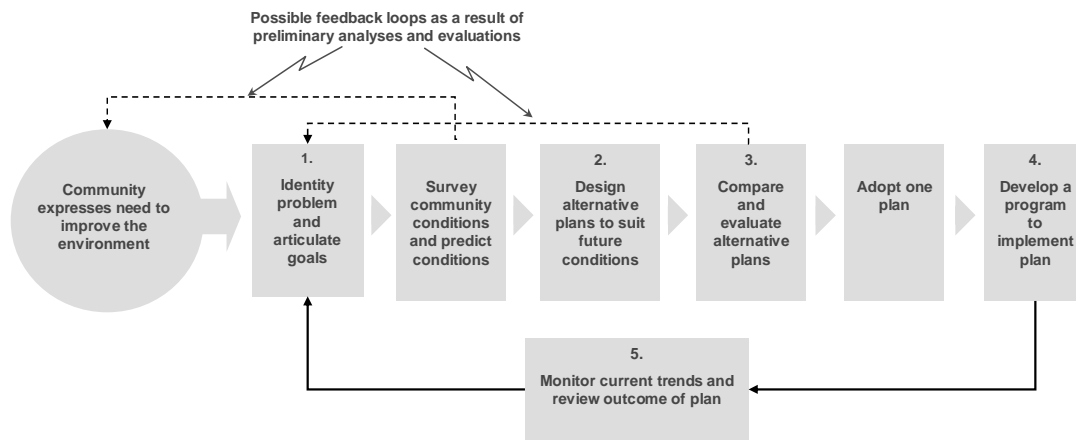 Possible feedback loops as a result of
preliminary analyses and evaluations
Community
expresses need to
improve the
environment
1.
Identity
problem
and
articulate
goals
Survey
community
conditions
and predict
conditions
2.
Design
alternative
plans to suit
future
conditions
3.
Compare
and
evaluate
alternative
plans
Adopt one
plan
4.
Develop a
program
to
implement
plan
5.
Monitor current trends and
review outcome of plan